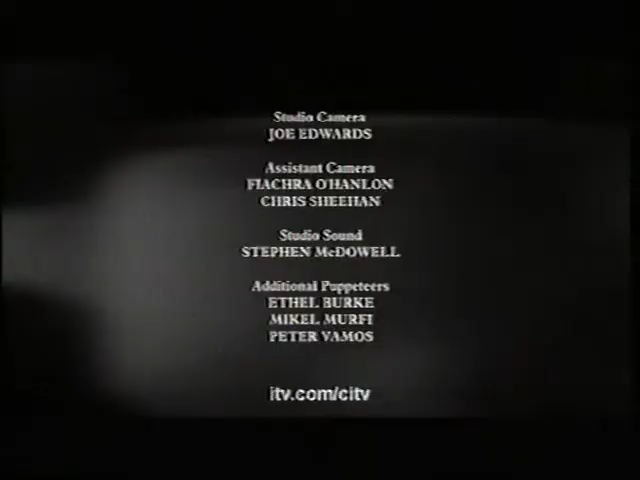 Studio Camera
JOE EDWARDS
Assistant Camera
FIACHRA O'HANLON
CHRIS SHEEHAN
Studio Sound
STEPHEN McDOWELL
Additional Puppeteers
ETHEL BURKE
MIKEL MURFI
PETER VAMOS
itv.com/citv